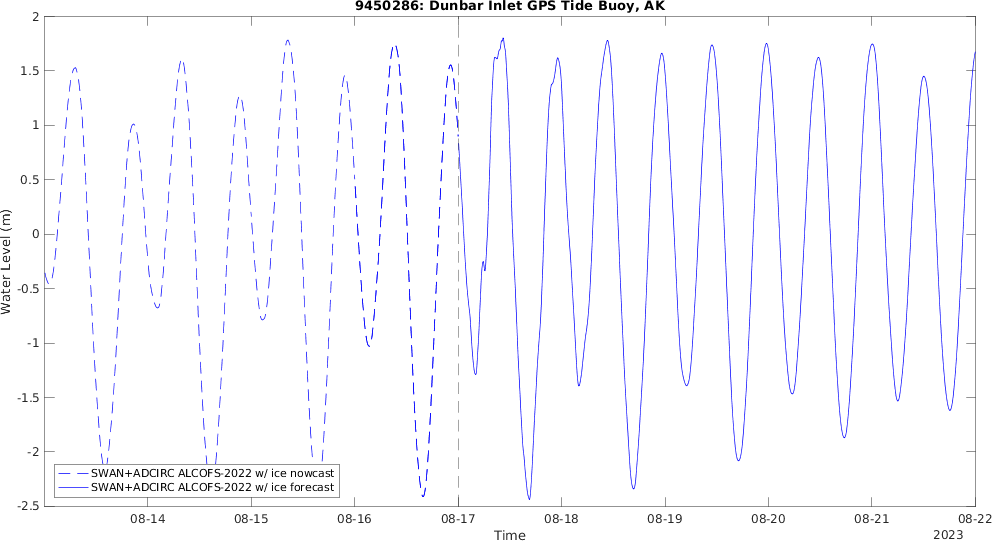 9450286: Dunbar Inlet GPS Tide Buoy, AK
Water Level (m)
2
1.5
1
0.5
0
-0.5
-1
-1.5
-2
-2.5
SWAN+ADCIRC ALCOFS-2022 w/ ice nowcast
SWAN+ADCIRC ALCOFS-2022 w/ ice forecast
08-14 08-15 08-16 08-17 08-18 08-19 08-20 08-21 08-22
Time
2023